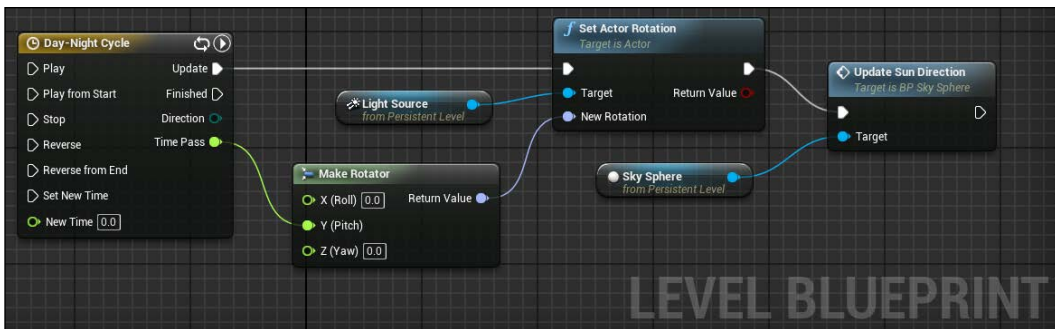 Day-Night Cycle
Play
Update
Play from Start
Finished
Stop
Direction
Reverse
Time Pass
Reverse from End
Set New Time
New Time 0.0
Light Source
from Persistent Level
Make Rotator
X (Roll) 0.0
Return Value
Y (Pitch)
Z (Yaw) 0.0
Set Actor Rotation
Target is Actor
Target
Return Value
New Rotation
Sky Sphere
from Persistent Level
Update Sun Direction
Target is BP Sky Sphere
Target
LEVEL BLUEPRINT